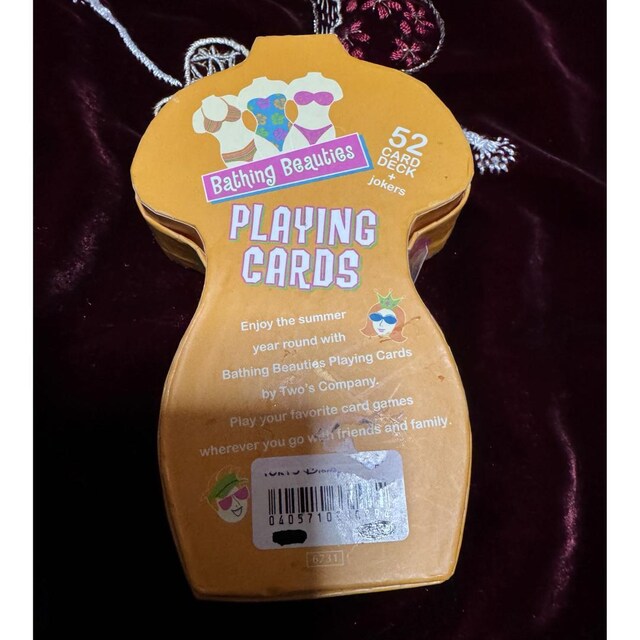 Bathing Beauties
52
CARD
DECK
+
jokers
PLAYING
CARDS
Enjoy the summer
year round with
Bathing Beauties Playing Cards
by Two's Company.
Play your favorite card games
wherever you go with friends and family.
6731